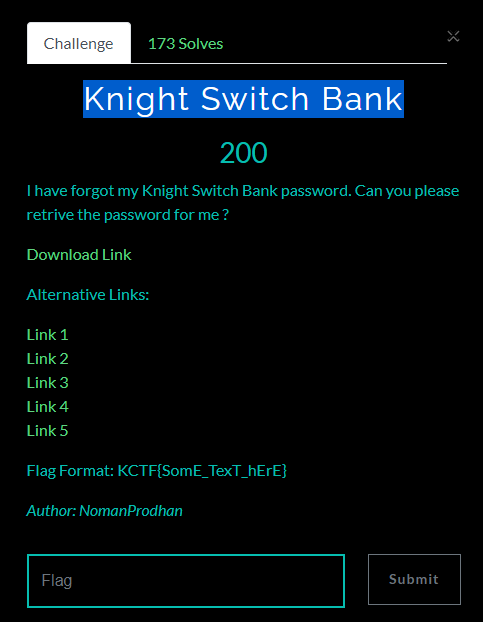 Challenge
173 Solves
Knight Switch Bank
200
I have forgot my Knight Switch Bank password. Can you please
retrive the password for me ?
Download Link
Alternative Links:
Link 1
Link 2
Link 3
Link 4
Link 5
Flag Format: KCTF{SomE_TexT_hErE}
Author: NomanProdhan
Flag
Submit